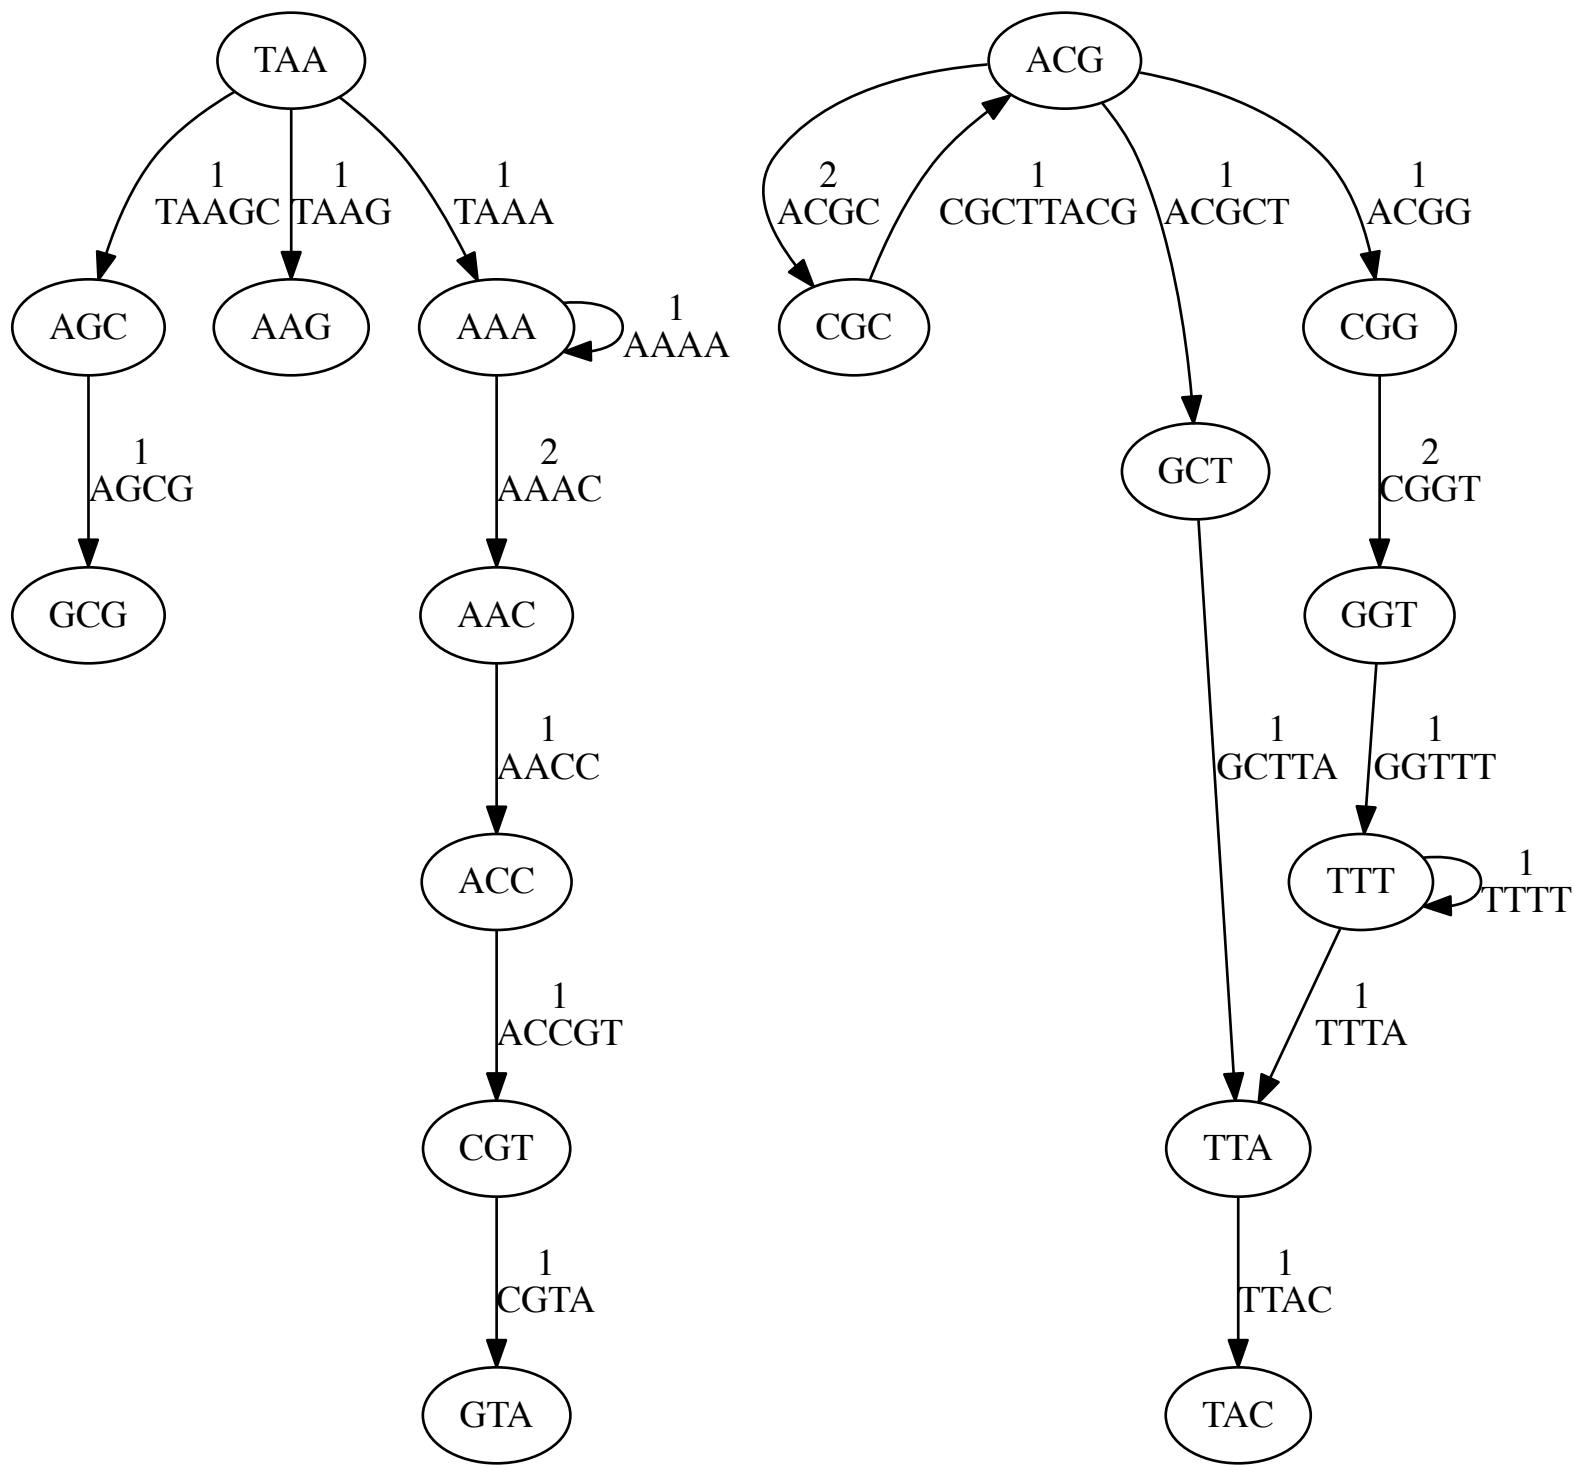 TAA
ACG
1
TAAGC
1
TAAG
1
TAAA
2
ACGC
1
CGCTTACG
1
ACGCT
1
ACGG
AGC
AAG
AAA
1
AAAA
CGC
CGG
1
AGCG
2
AAAC
GCT
2
CGGT
GCG
AAC
GGT
1
AACC
1
GCTTA
1
GGTTT
ACC
TTT
1
TTTT
1
ACCGT
1
TTTA
CGT
TTA
1
CGTA
1
TTAC
GTA
TAC